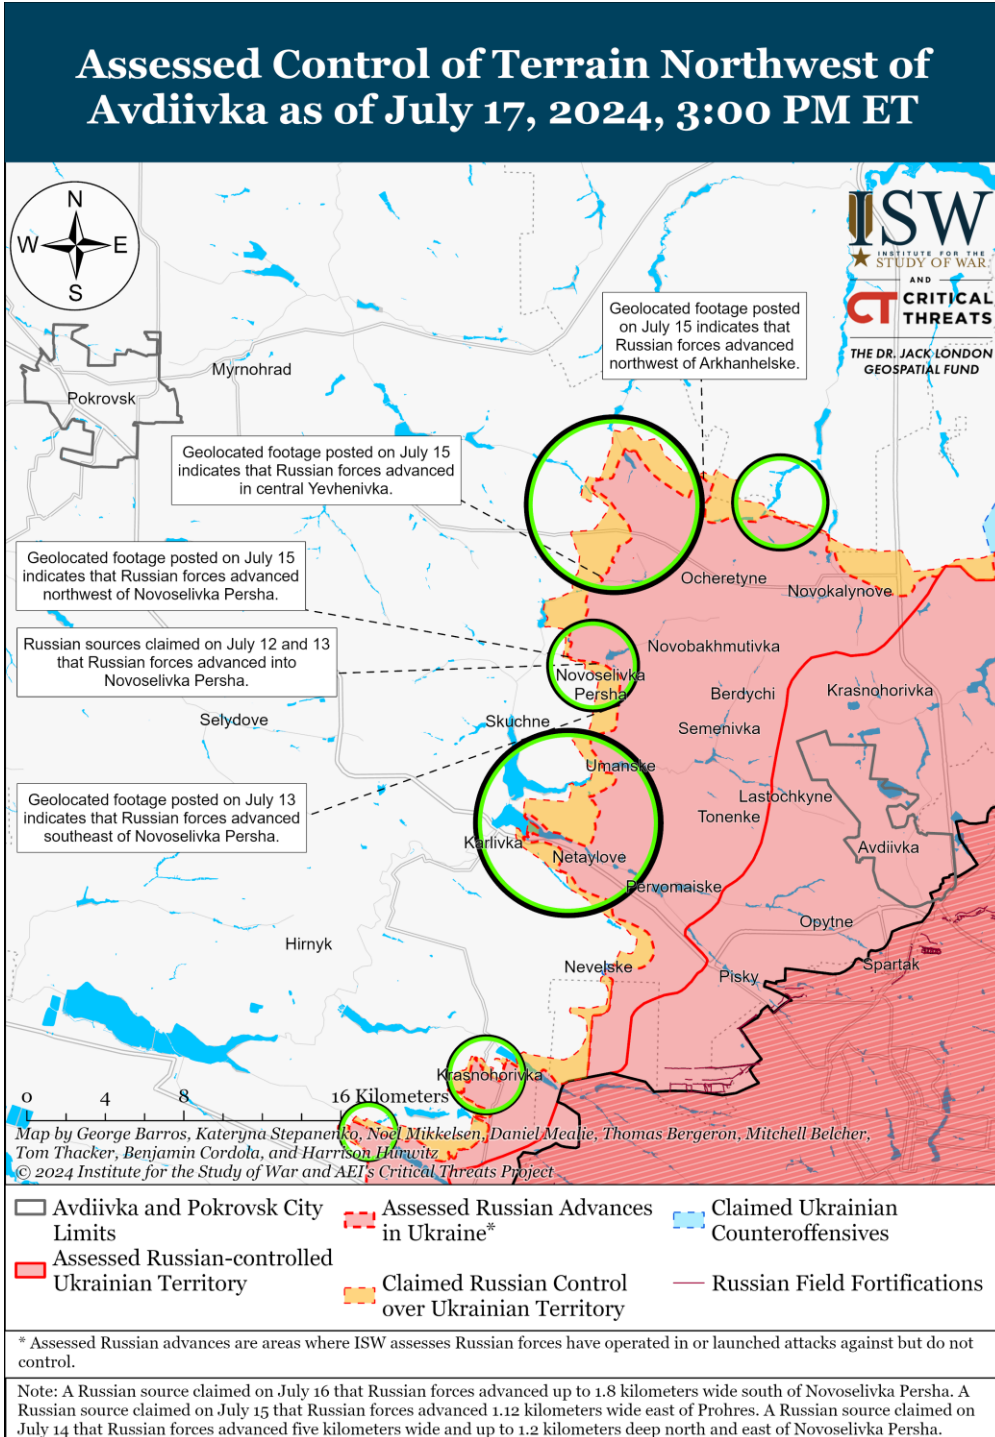 Assessed Control of Terrain Northwest of
Avdiivka as of July 17, 2024, 3:00 PM ET
N
W
E
S
ISW
INSTITUTE FOR THE
STUDY OF WAR
AND
CT CRITICAL
THREATS
THE DR. JACK LONDON
GEOSPATIAL FUND
Geolocated footage posted
on July 15 indicates that
Russian forces advanced
northwest of Arkhanhelske.
Myrnohrad
Pokrovsk
Geolocated footage posted on July 15
indicates that Russian forces advanced
in central Yevhenivka.
Geolocated footage posted on July 15
indicates that Russian forces advanced
northwest of Novoselivka Persha.
Ocheretyne
Novokalynove
Russian sources claimed on July 12 and 13
that Russian forces advanced into
Novoselivka Persha.
Novobakhmutivka
Novoselivka
Persha
Berdychi
Krasnohorivka
Selydove
Skuchne
Semenivka
Umanske
Geolocated footage posted on July 13
indicates that Russian forces advanced
southeast of Novoselivka Persha.
Lastochkyne
Tonenke
Karlivka
Avdiivka
Netaylove
Pervomaiske
Opytne
Hirnyk
Nevelske
Spartak
Pisky
Krasnohorivka
0
4
8
16 Kilometers
Map by George Barros, Kateryna Stepanenko, Noel Mikkelsen, Daniel Mealie, Thomas Bergeron, Mitchell Belcher,
Tom Thacker, Benjamin Cordola, and Harrison Hurwitz
© 2024 Institute for the Study of War and AEI's Critical Threats Project
Avdiivka and Pokrovsk City
Limits
Assessed Russian-controlled
Ukrainian Territory
Assessed Russian Advances
in Ukraine*
Claimed Russian Control
over Ukrainian Territory
Claimed Ukrainian
Counteroffensives
Russian Field Fortifications
* Assessed Russian advances are areas where ISW assesses Russian forces have operated in or launched attacks against but do not
control.
Note: A Russian source claimed on July 16 that Russian forces advanced up to 1.8 kilometers wide south of Novoselivka Persha. A
Russian source claimed on July 15 that Russian forces advanced 1.12 kilometers wide east of Prohres. A Russian source claimed on
July 14 that Russian forces advanced five kilometers wide and up to 1.2 kilometers deep north and east of Novoselivka Persha.